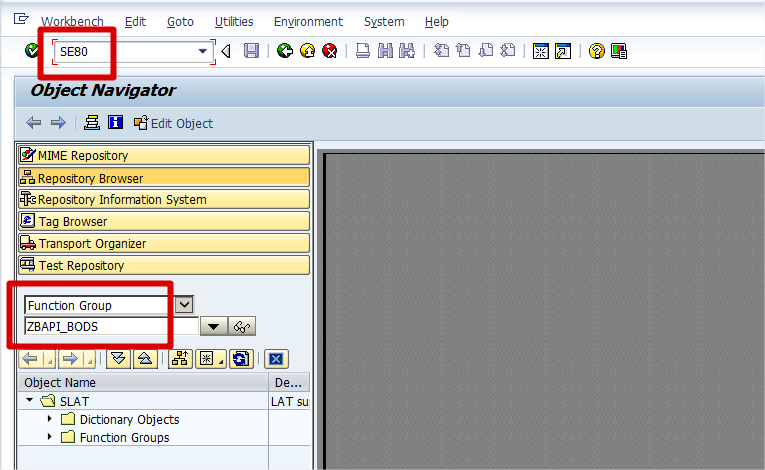 Workbench Edit Goto Utilities Environment System Help
SE80
Object Navigator
Edit Object
MIME Repository
Repository Browser
Repository Information System
Tag Browser
Transport Organizer
Test Repository
Function Group
ZBAPI_BODS
Object Name De...
SLAT LAT su
Dictionary Objects
Function Groups